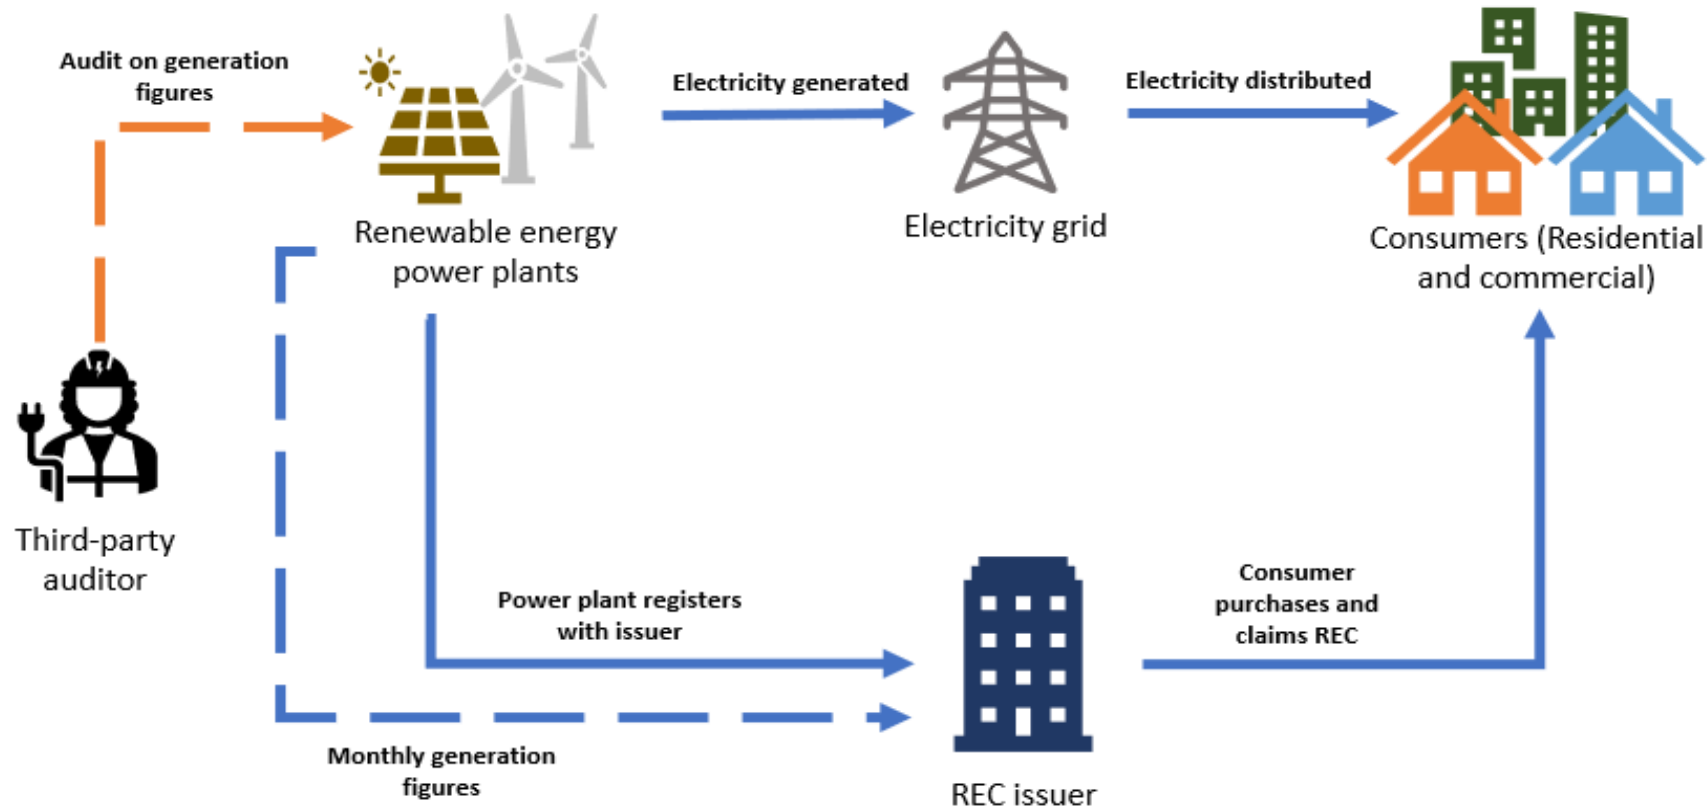 Audit on generation
figures
Electricity generated
Electricity distributed
Renewable energy
power plants
Electricity grid
Consumers (Residential
and commercial)
Third-party
auditor
Power plant registers
with issuer
Consumer
purchases and
claims REC
Monthly generation
figures
REC issuer